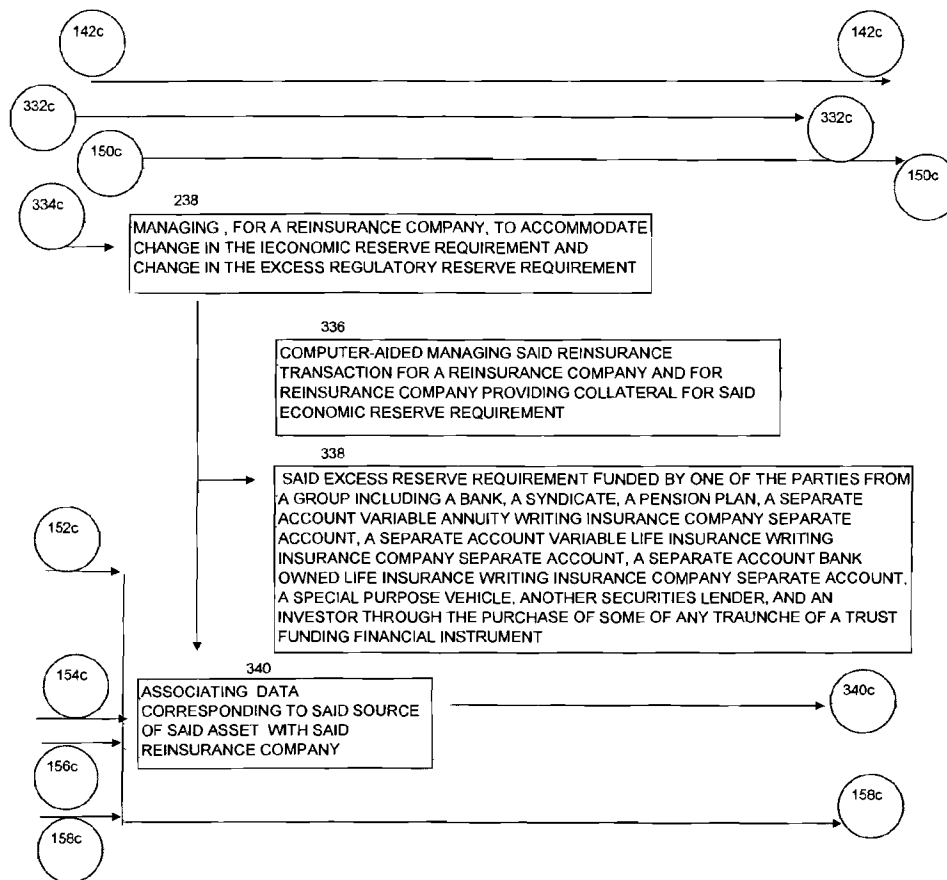 142c
142c
332c
332c
150c
150c
334c
238
MANAGING , FOR A REINSURANCE COMPANY, TO ACCOMMODATE
CHANGE IN THE IECONOMIC RESERVE REQUIREMENT AND
CHANGE IN THE EXCESS REGULATORY RESERVE REQUIREMENT
336
COMPUTER-AIDED MANAGING SAID REINSURANCE
TRANSACTION FOR A REINSURANCE COMPANY AND FOR
REINSURANCE COMPANY PROVIDING COLLATERAL FOR SAID
ECONOMIC RESERVE REQUIREMENT
338
SAID EXCESS RESERVE REQUIREMENT FUNDED BY ONE OF THE PARTIES FROM
A GROUP INCLUDING A BANK, A SYNDICATE, A PENSION PLAN, A SEPARATE
ACCOUNT VARIABLE ANNUITY WRITING INSURANCE COMPANY SEPARATE
ACCOUNT, A SEPARATE ACCOUNT VARIABLE LIFE INSURANCE WRITING
INSURANCE COMPANY SEPARATE ACCOUNT, A SEPARATE ACCOUNT BANK
OWNED LIFE INSURANCE WRITING INSURANCE COMPANY SEPARATE ACCOUNT,
A SPECIAL PURPOSE VEHICLE, ANOTHER SECURITIES LENDER, AND AN
INVESTOR THROUGH THE PURCHASE OF SOME OF ANY TRAUNCHE OF A TRUST
FUNDING FINANCIAL INSTRUMENT
152c
340
154c
ASSOCIATING DATA
CORRESPONDING TO SAID SOURCE
OF SAID ASSET WITH SAID
REINSURANCE COMPANY
340c
156c
158c
158c